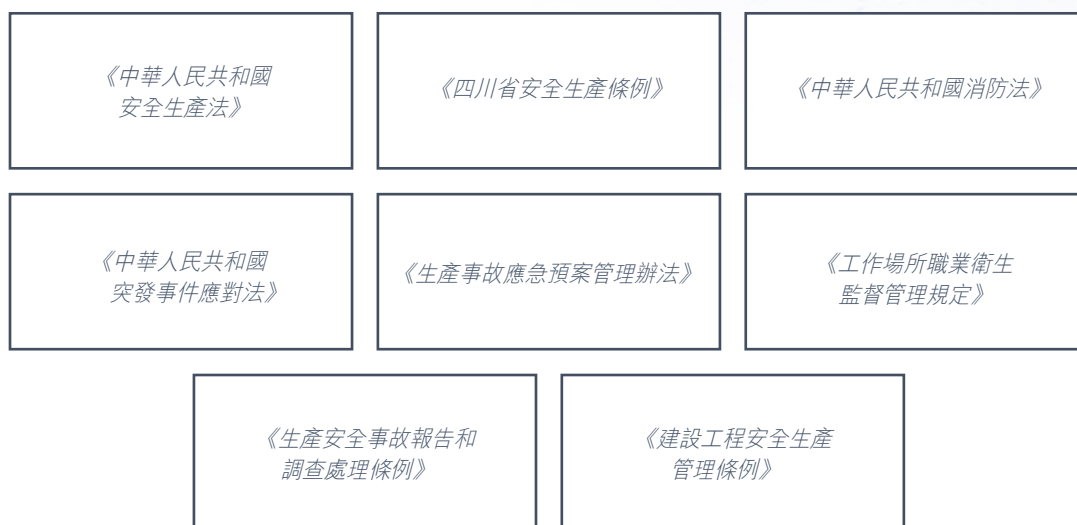 《中華人民共和國
安全生產法》
《四川省安全生產條例》
《中華人民共和國消防法》
《中華人民共和國
突發事件應對法》
《生產事故應急預案管理辦法》
《工作場所職業衛生
監督管理規定》
《生產安全事故報告和
調查處理條例》
《建設工程安全生產
管理條例》